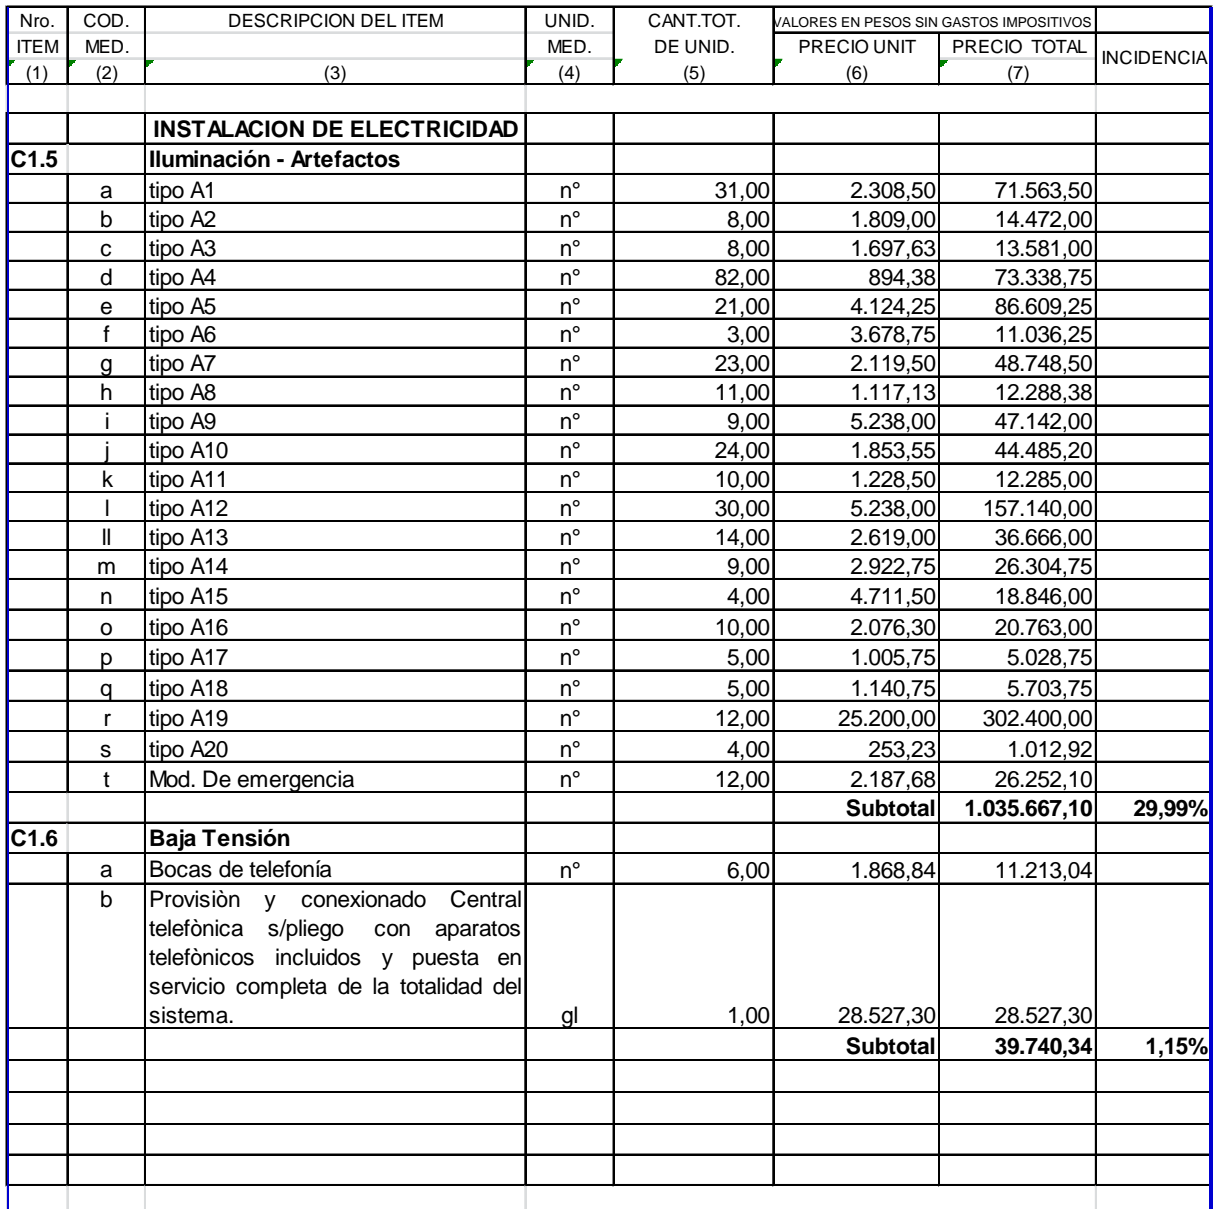 Nro. COD. DESCRIPCION DEL ITEM UNID. CANT.TOT. VALORES EN PESOS SIN GASTOS IMPOSITIVOS
ITEM MED. MED. DE UNID. PRECIO UNIT PRECIO TOTAL INCIDENCIA
(1) (2) (3) (4) (5) (6) (7)
INSTALACION DE ELECTRICIDAD
C1.5 Iluminación - Artefactos
a tipo A1 n° 31,00 2.308,50 71.563,50
b tipo A2 n° 8,00 1.809,00 14.472,00
c tipo A3 n° 8,00 1.697,63 13.581,00
d tipo A4 n° 82,00 894,38 73.338,75
e tipo A5 n° 21,00 4.124,25 86.609,25
f tipo A6 n° 3,00 3.678,75 11.036,25
g tipo A7 n° 23,00 2.119,50 48.748,50
h tipo A8 n° 11,00 1.117,13 12.288,38
i tipo A9 n° 9,00 5.238,00 47.142,00
j tipo A10 n° 24,00 1.853,55 44.485,20
k tipo A11 n° 10,00 1.228,50 12.285,00
l tipo A12 n° 30,00 5.238,00 157.140,00
ll tipo A13 n° 14,00 2.619,00 36.666,00
m tipo A14 n° 9,00 2.922,75 26.304,75
n tipo A15 n° 4,00 4.711,50 18.846,00
o tipo A16 n° 10,00 2.076,30 20.763,00
p tipo A17 n° 5,00 1.005,75 5.028,75
q tipo A18 n° 5,00 1.140,75 5.703,75
r tipo A19 n° 12,00 25.200,00 302.400,00
s tipo A20 n° 4,00 253,23 1.012,92
t Mod. De emergencia n° 12,00 2.187,68 26.252,10
Subtotal 1.035.667,10 29,99%
C1.6 Baja Tensión
a Bocas de telefonía n° 6,00 1.868,84 11.213,04
b Provisiòn y conexionado Central
telefònica s/pliego con aparatos
telefònicos incluidos y puesta en
servicio completa de la totalidad del
sistema. gl 1,00 28.527,30 28.527,30
Subtotal 39.740,34 1,15%